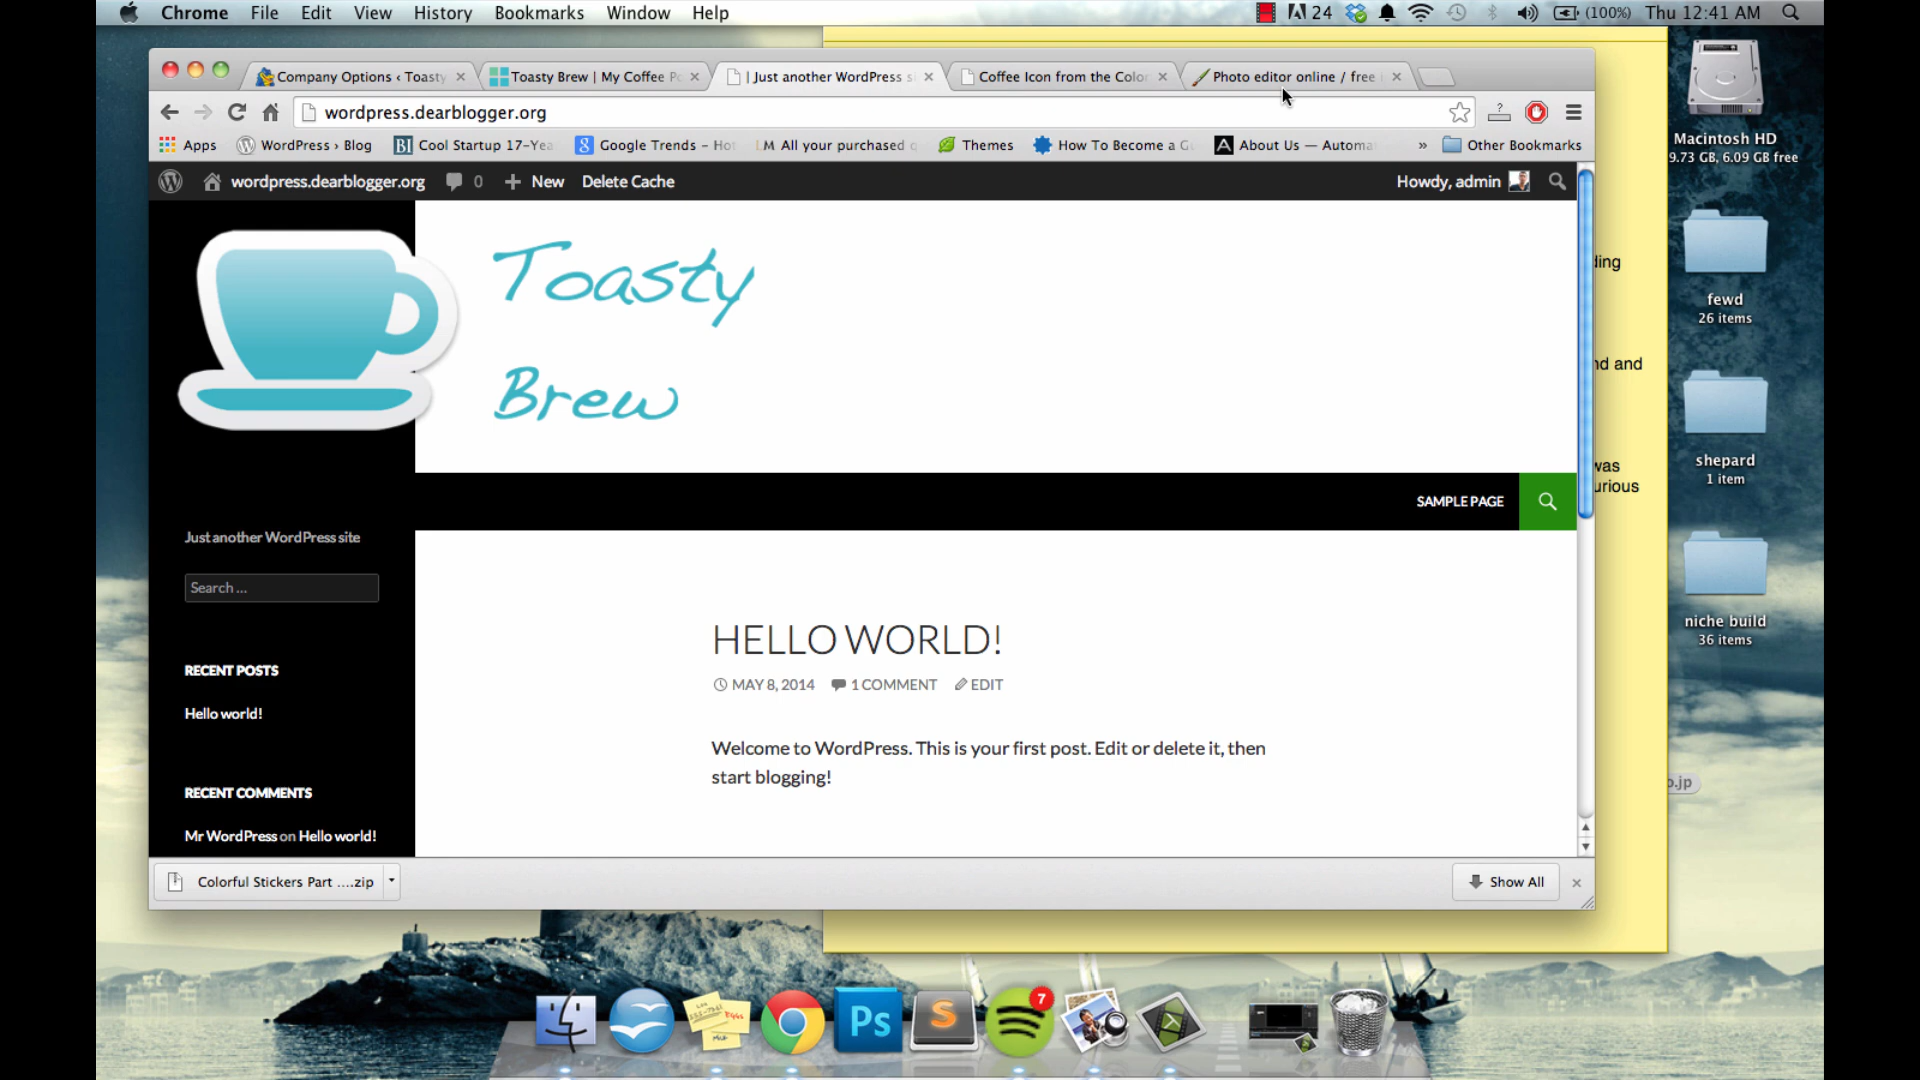 Chrome File Edit View History Bookmarks Window Help
24 (100%) Thu 12:41 AM
Company Options ‹ Toasty
Toasty Brew | My Coffee Po
| Just another WordPress s
Coffee Icon from the Color
Photo editor online / free
wordpress.dearblogger.org
Apps WordPress › Blog BI Cool Startup 17-Yea Google Trends - Hot LM All your purchased Themes How To Become a G About Us — Automa » Other Bookmarks
wordpress.dearblogger.org 0 + New Delete Cache Howdy, admin
Toasty
Brew
SAMPLE PAGE
Just another WordPress site
Search ...
RECENT POSTS
Hello world!
RECENT COMMENTS
Mr WordPress on Hello world!
HELLO WORLD!
MAY 8, 2014 1 COMMENT EDIT
Welcome to WordPress. This is your first post. Edit or delete it, then
start blogging!
Colorful Stickers Part ....zip
Show All
ding
nd and
was
urious
Macintosh HD
9.73 GB, 6.09 GB free
fewd
26 items
shepard
1 item
niche build
36 items
o.jp
Ps
S
7